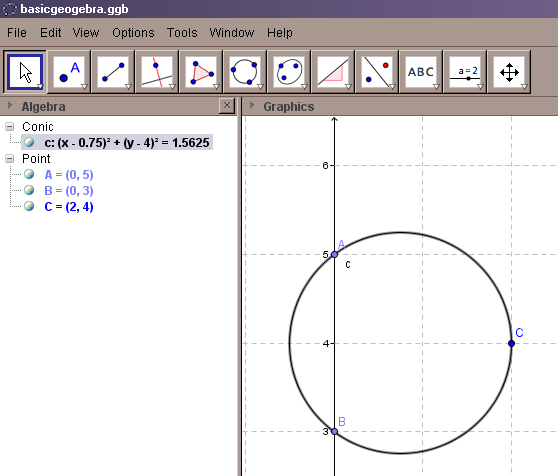 basicgeogebra.ggb
File Edit View Options Tools Window Help
A ABC a=2
Algebra
Graphics
Conic
c: (x - 0.75)² + (y - 4)² = 1.5625
Point
A = (0, 5)
B = (0, 3)
C = (2, 4)
6
A
5
c
C
4
B
3